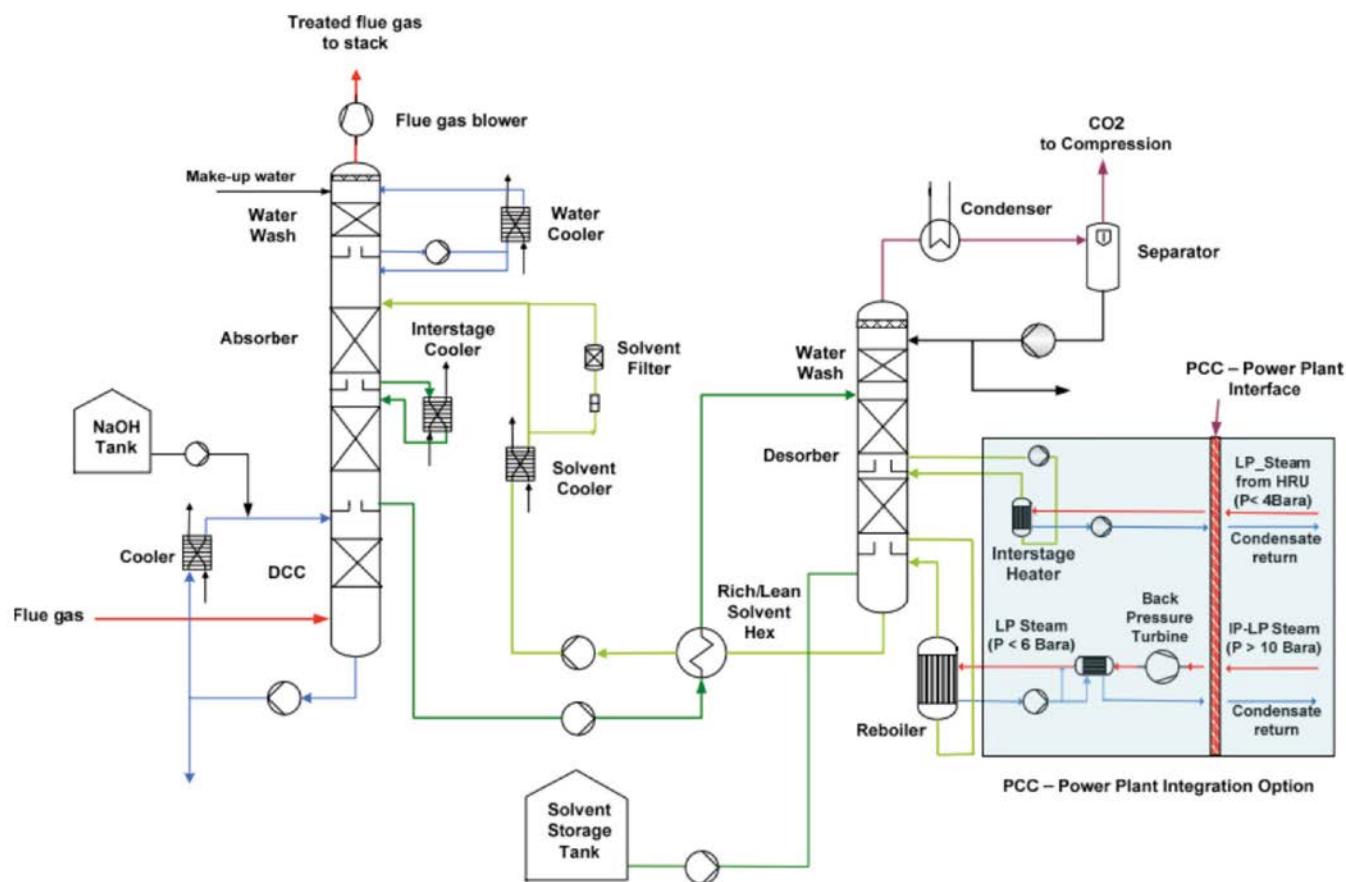 Treated flue gas
to stack
Flue gas blower
Make-up water
Water
Wash
Water
Cooler
Absorber
Interstage
Cooler
Solvent
Filter
NaOH
Tank
Solvent
Cooler
Cooler
DCC
Flue gas
Rich/Lean
Solvent
Hex
Solvent
Storage
Tank
CO2
to Compression
Condenser
Separator
Water
Wash
Desorber
Reboiler
PCC – Power Plant
Interface
LP_Steam
from HRU
(P< 4Bara)
Condensate
return
Interstage
Heater
LP Steam
(P < 6 Bara)
Back
Pressure
Turbine
IP-LP Steam
(P > 10 Bara)
Condensate
return
PCC – Power Plant Integration Option